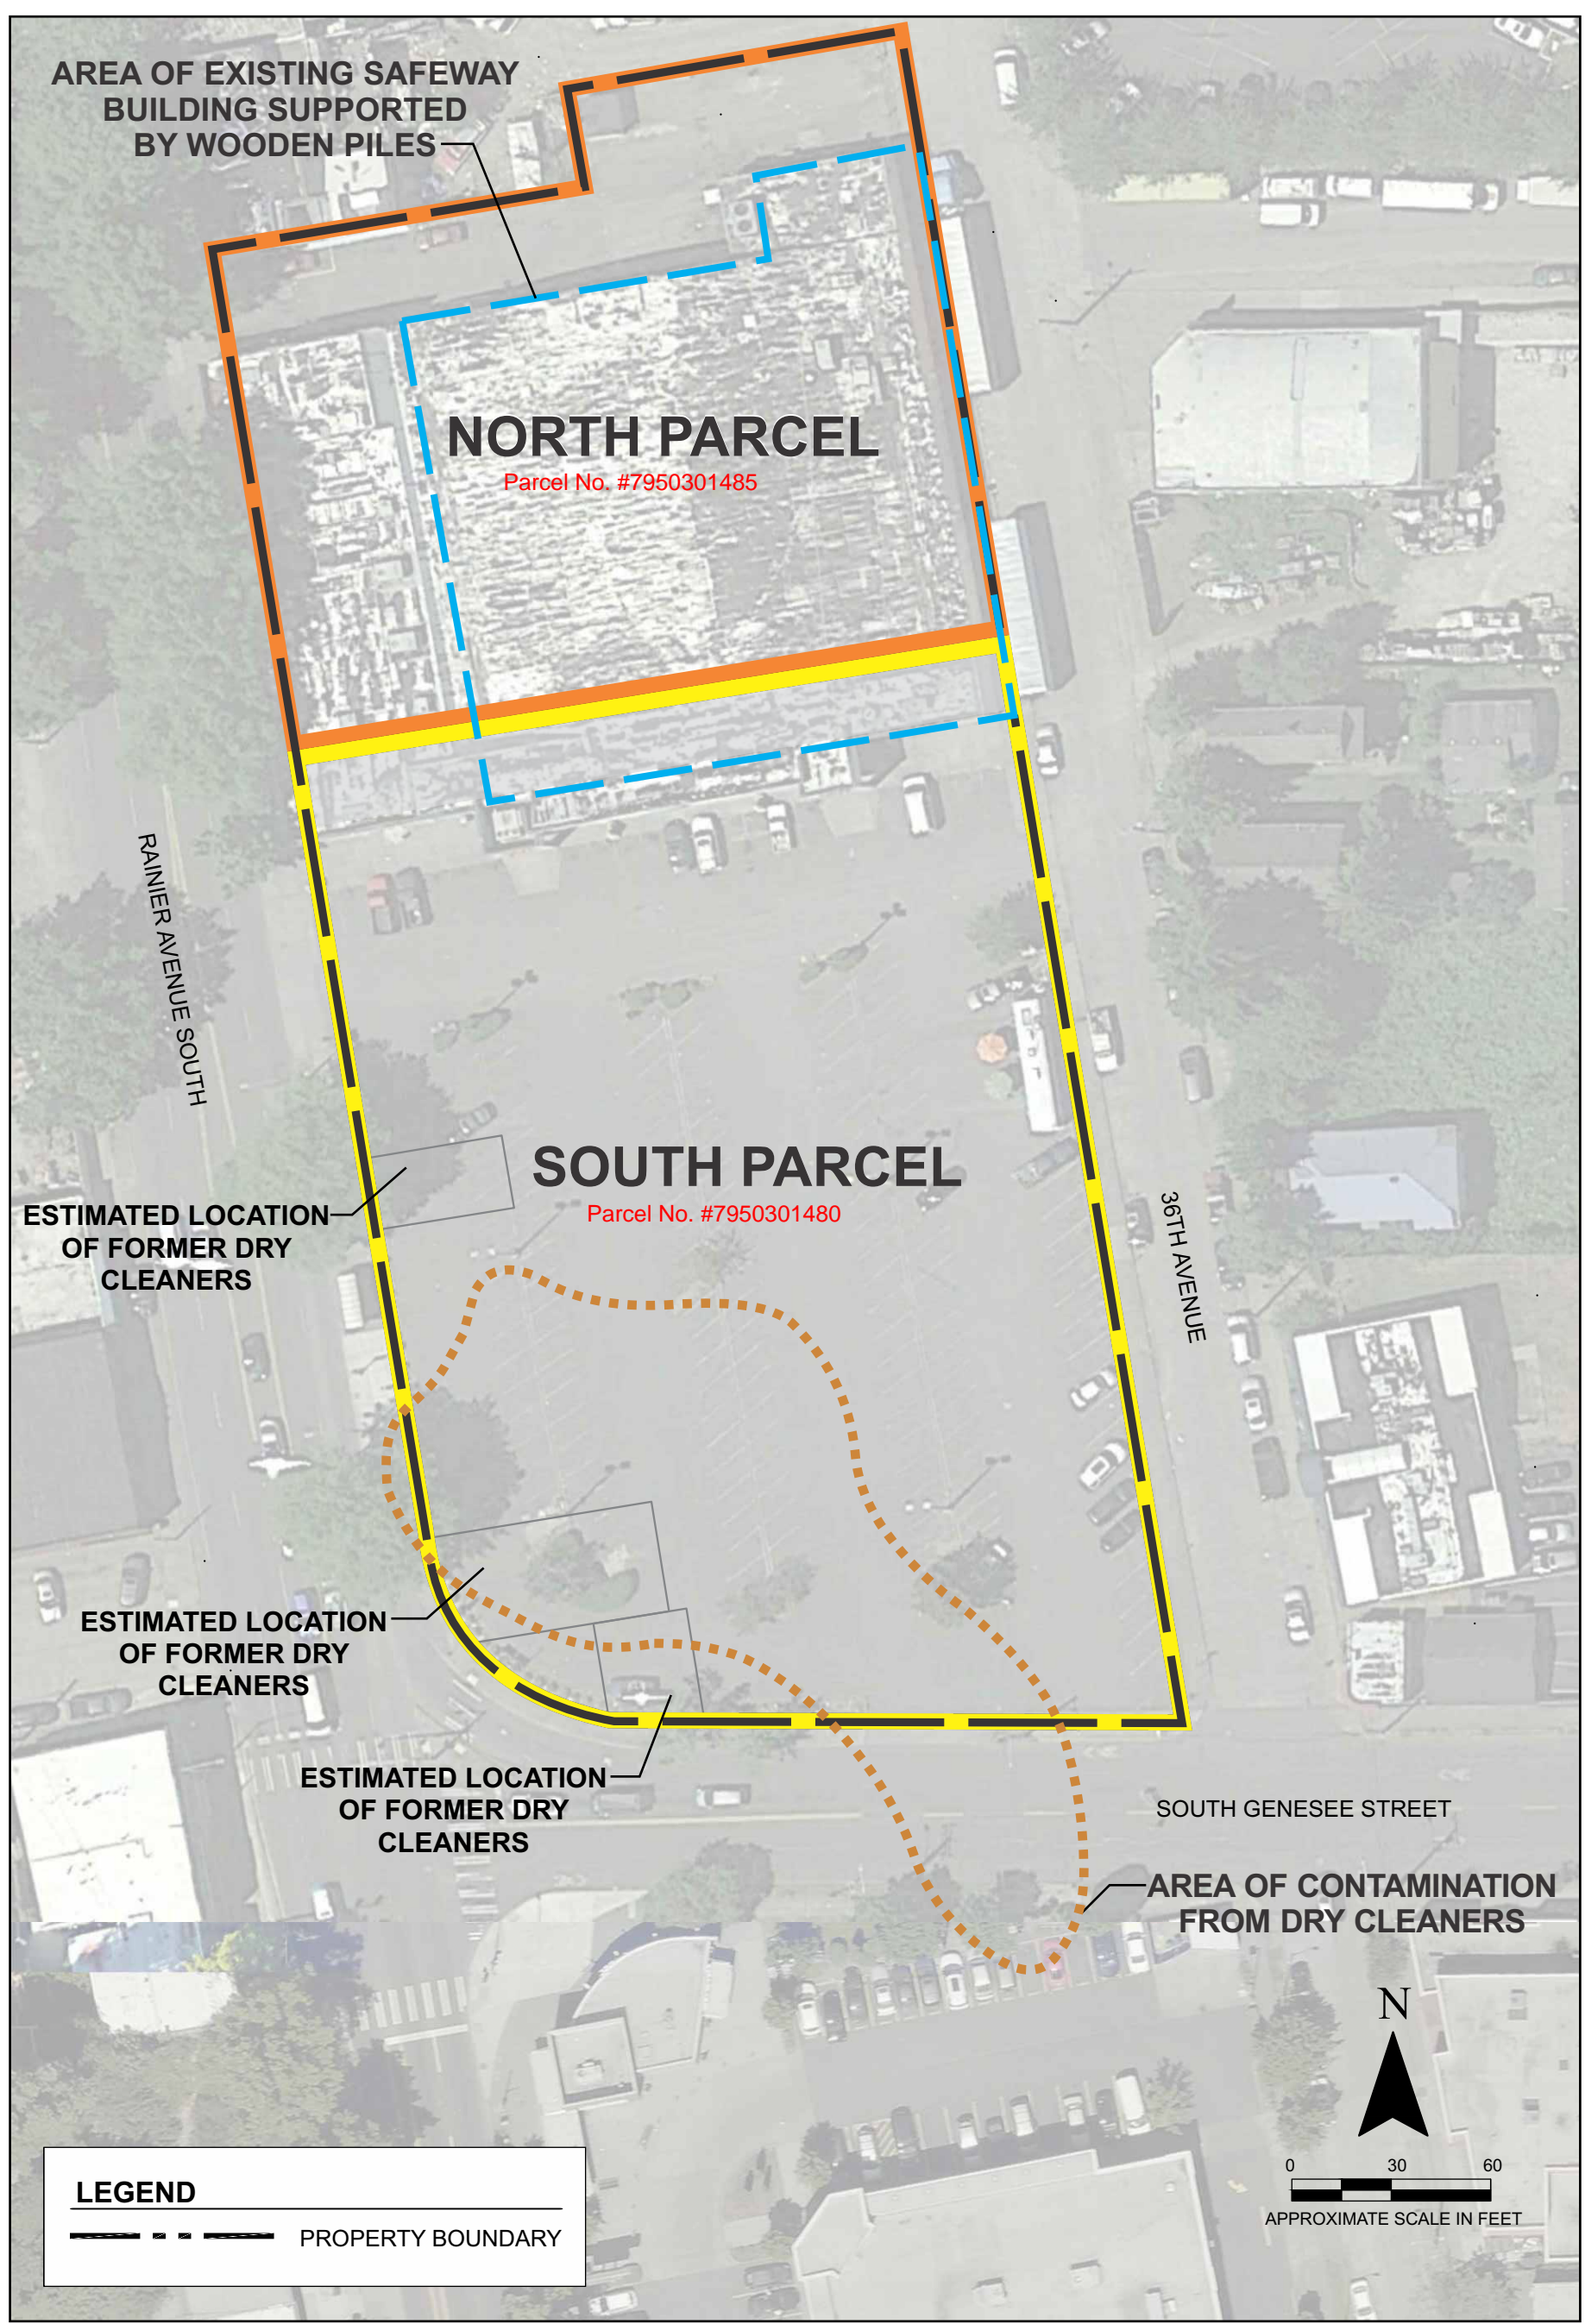 AREA OF EXISTING SAFEWAY
BUILDING SUPPORTED
BY WOODEN PILES
NORTH PARCEL
Parcel No. #7950301485
RAINIER AVENUE SOUTH
SOUTH PARCEL
Parcel No. #7950301480
ESTIMATED LOCATION
OF FORMER DRY
CLEANERS
36TH AVENUE
ESTIMATED LOCATION
OF FORMER DRY
CLEANERS
ESTIMATED LOCATION
OF FORMER DRY
CLEANERS
SOUTH GENESEE STREET
AREA OF CONTAMINATION
FROM DRY CLEANERS
N
0 30 60
APPROXIMATE SCALE IN FEET
LEGEND
PROPERTY BOUNDARY